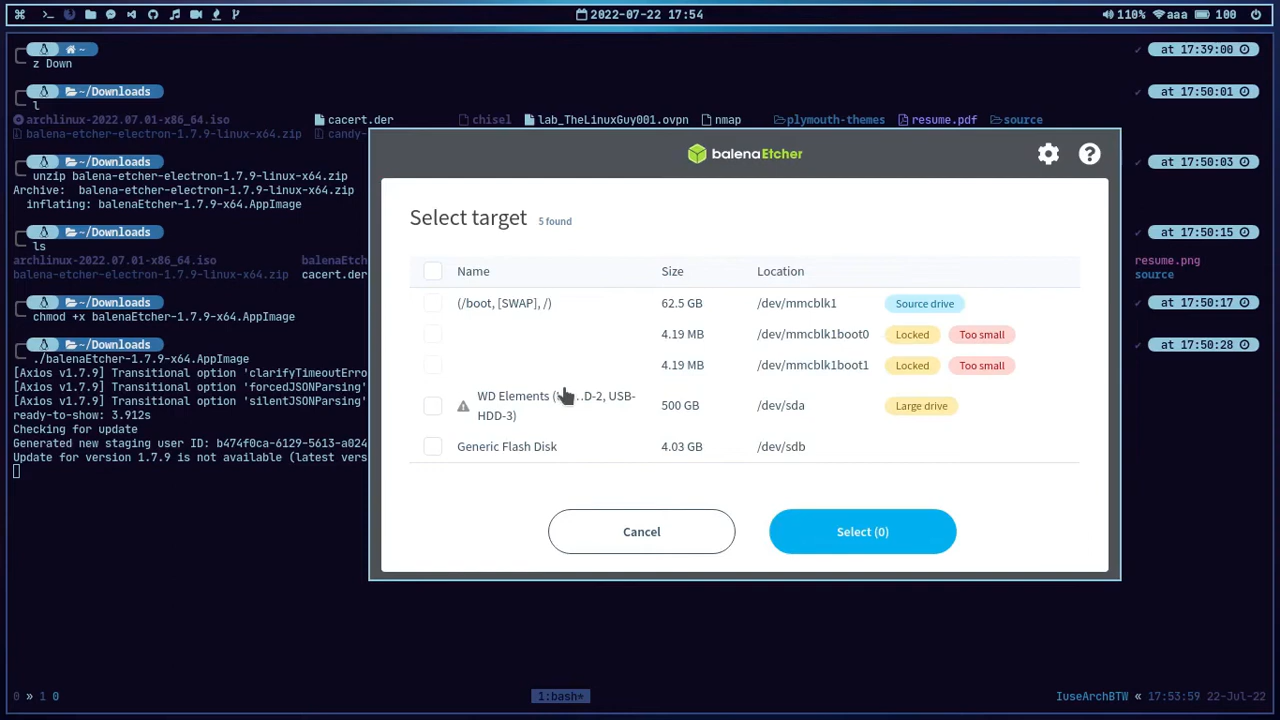 2022-07-22 17:54
110% aaa 100
~
at 17:39:00
z Down
~/Downloads
at 17:50:01
l
archlinux-2022.07.01-x86_64.iso cacert.der chisel lab_TheLinuxGuy001.ovpn nmap plymouth-themes resume.pdf source
balena-etcher-electron-1.7.9-linux-x64.zip candy-
~/Downloads
at 17:50:03
unzip balena-etcher-electron-1.7.9-linux-x64.zip
Archive: balena-etcher-electron-1.7.9-linux-x64.zip
inflating: balenaEtcher-1.7.9-x64.AppImage
~/Downloads
at 17:50:15
ls
archlinux-2022.07.01-x86_64.iso balenaEtch resume.png
balena-etcher-electron-1.7.9-linux-x64.zip cacert.der source
~/Downloads
at 17:50:17
chmod +x balenaEtcher-1.7.9-x64.AppImage
~/Downloads
at 17:50:28
./balenaEtcher-1.7.9-x64.AppImage
[Axios v1.7.9] Transitional option 'clarifyTimeoutErro
[Axios v1.7.9] Transitional option 'forcedJSONParsing'
[Axios v1.7.9] Transitional option 'silentJSONParsing'
ready-to-show: 3.912s
Checking for update
Generated new staging user ID: b474f0ca-6129-5613-a024
Update for version 1.7.9 is not available (latest vers
balenaEtcher
Select target 5 found
Name Size Location
(/boot, [SWAP], /) 62.5 GB /dev/mmcblk1 Source drive
4.19 MB /dev/mmcblk1boot0 Locked Too small
4.19 MB /dev/mmcblk1boot1 Locked Too small
WD Elements ( …D-2, USB-
HDD-3) 500 GB /dev/sda Large drive
Generic Flash Disk 4.03 GB /dev/sdb
Cancel Select (0)
0 » 1 0 1:bash* IuseArchBTW « 17:53:59 22-Jul-22